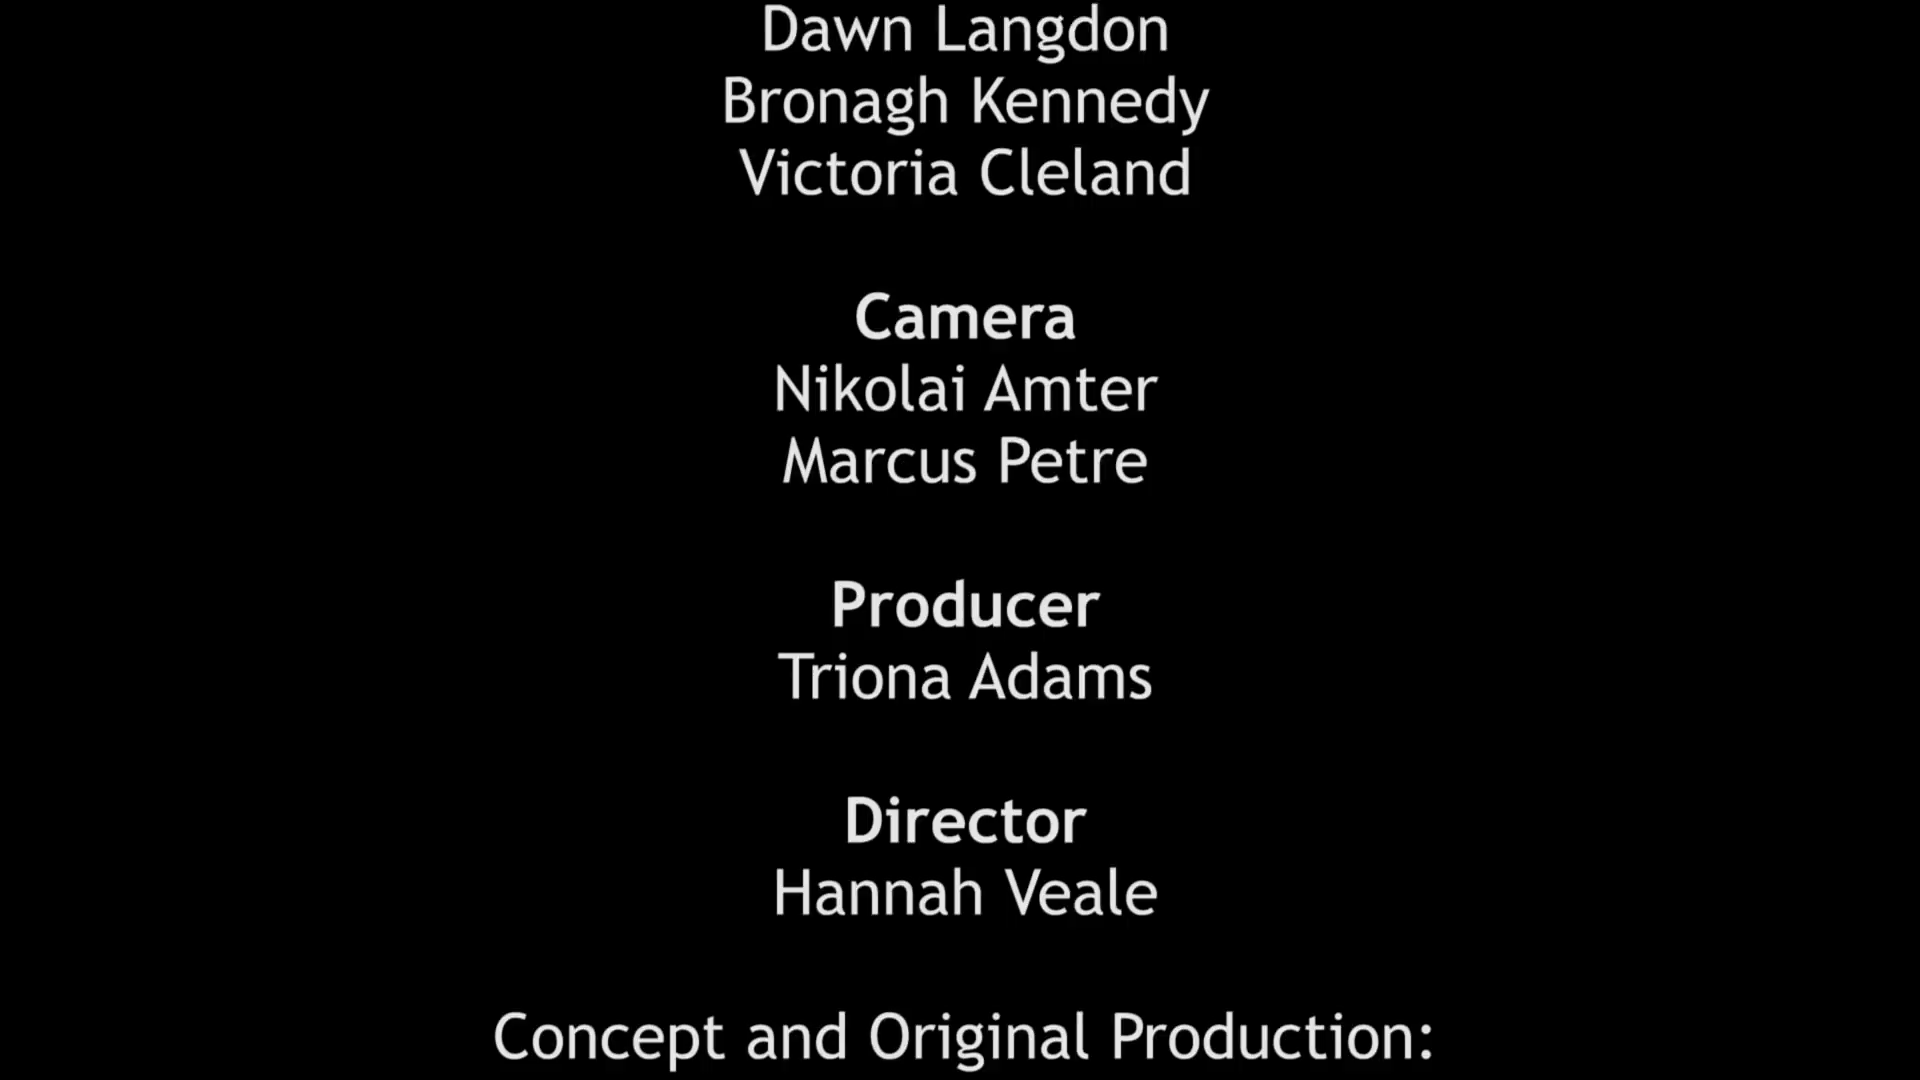 Dawn Langdon
Bronagh Kennedy
Victoria Cleland
Camera
Nikolai Amter
Marcus Petre
Producer
Triona Adams
Director
Hannah Veale
Concept and Original Production: